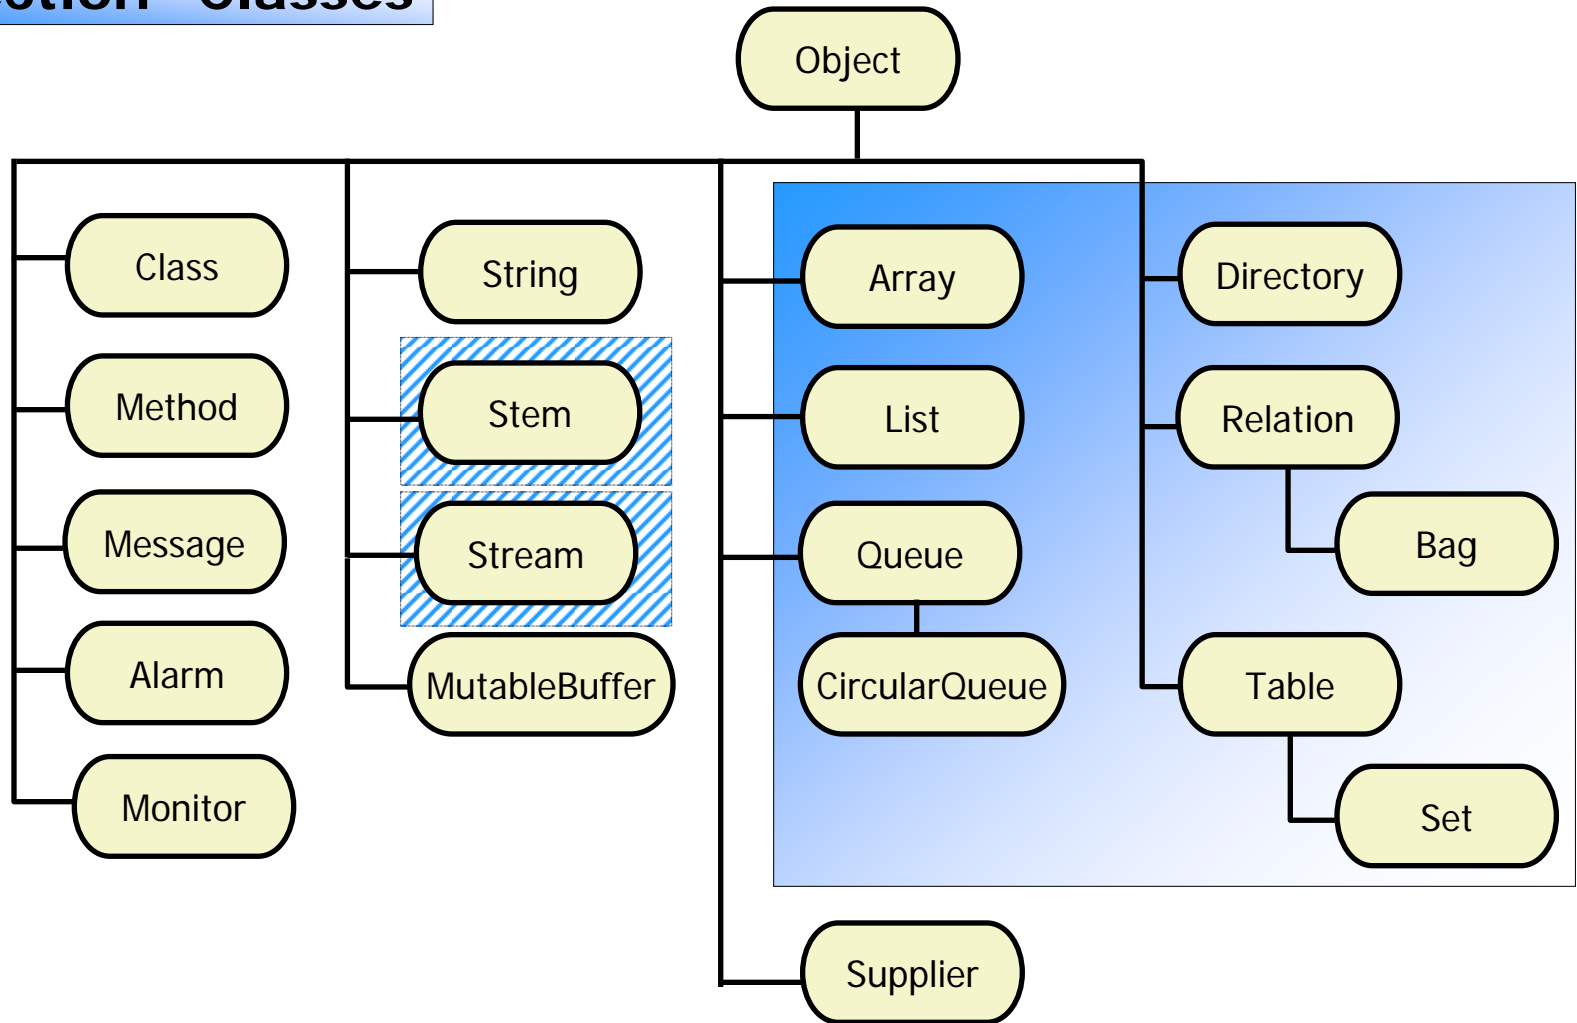 classes
Object
Class
Method
Message
Alarm
Monitor
String
Stem
Stream
MutableBuffer
Array
List
Queue
CircularQueue
Supplier
Directory
Relation
Bag
Table
Set